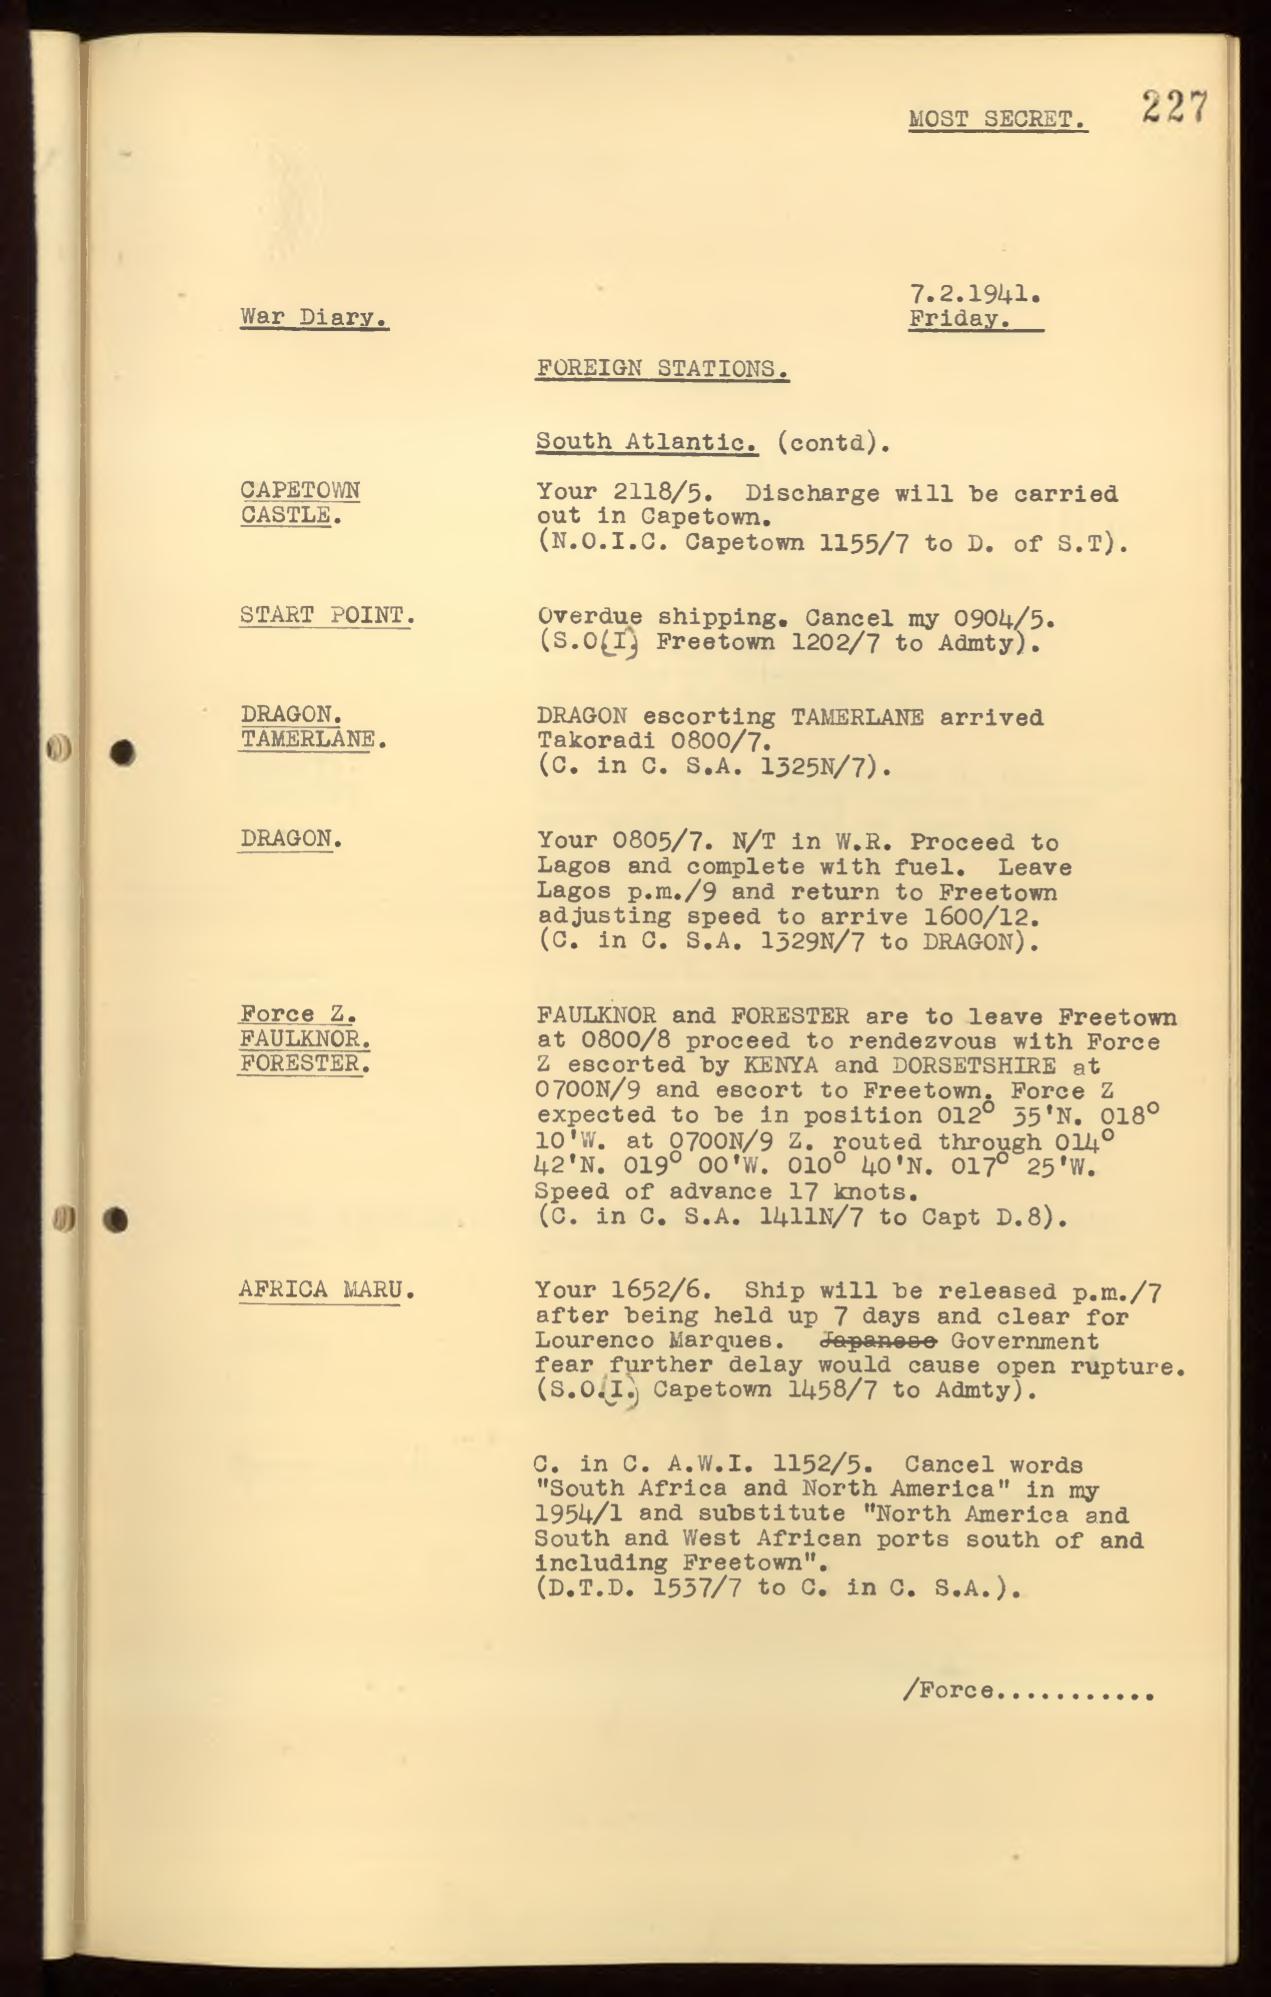 MOST SECRET. 227
7.2.1941.
War Diary. Friday.
FOREIGN STATIONS.
South Atlantic. (contd).
CAPETOWN Your 2118/5. Discharge will be carried
CASTLE. out in Capetown.
(N.O.I.C. Capetown 1155/7 to D. of S.T).
START POINT. Overdue shipping. Cancel my 0904/5.
(S.O(I) Freetown 1202/7 to Admty).
DRAGON. DRAGON escorting TAMERLANE arrived
TAMERLANE. Takoradi 0800/7.
(C. in C. S.A. 1325N/7).
DRAGON. Your 0805/7. N/T in W.R. Proceed to
Lagos and complete with fuel. Leave
Lagos p.m./9 and return to Freetown
adjusting speed to arrive 1600/12.
(C. in C. S.A. 1329N/7 to DRAGON).
Force Z. FAULKNOR and FORESTER are to leave Freetown
FAULKNOR. at 0800/8 proceed to rendezvous with Force
FORESTER. Z escorted by KENYA and DORSETSHIRE at
0700N/9 and escort to Freetown. Force Z
expected to be in position 012° 35'N. 018°
10'W. at 0700N/9 Z. routed through 014°
42'N. 019° 00'W. 010° 40'N. 017° 25'W.
Speed of advance 17 knots.
(C. in C. S.A. 1411N/7 to Capt D.8).
AFRICA MARU. Your 1652/6. Ship will be released p.m./7
after being held up 7 days and clear for
Lourenco Marques. Japanese Government
fear further delay would cause open rupture.
(S.O.(I.) Capetown 1458/7 to Admty).
C. in C. A.W.I. 1152/5. Cancel words
"South Africa and North America" in my
1954/1 and substitute "North America and
South and West African ports south of and
including Freetown".
(D.T.D. 1537/7 to C. in C. S.A.).
/Force............